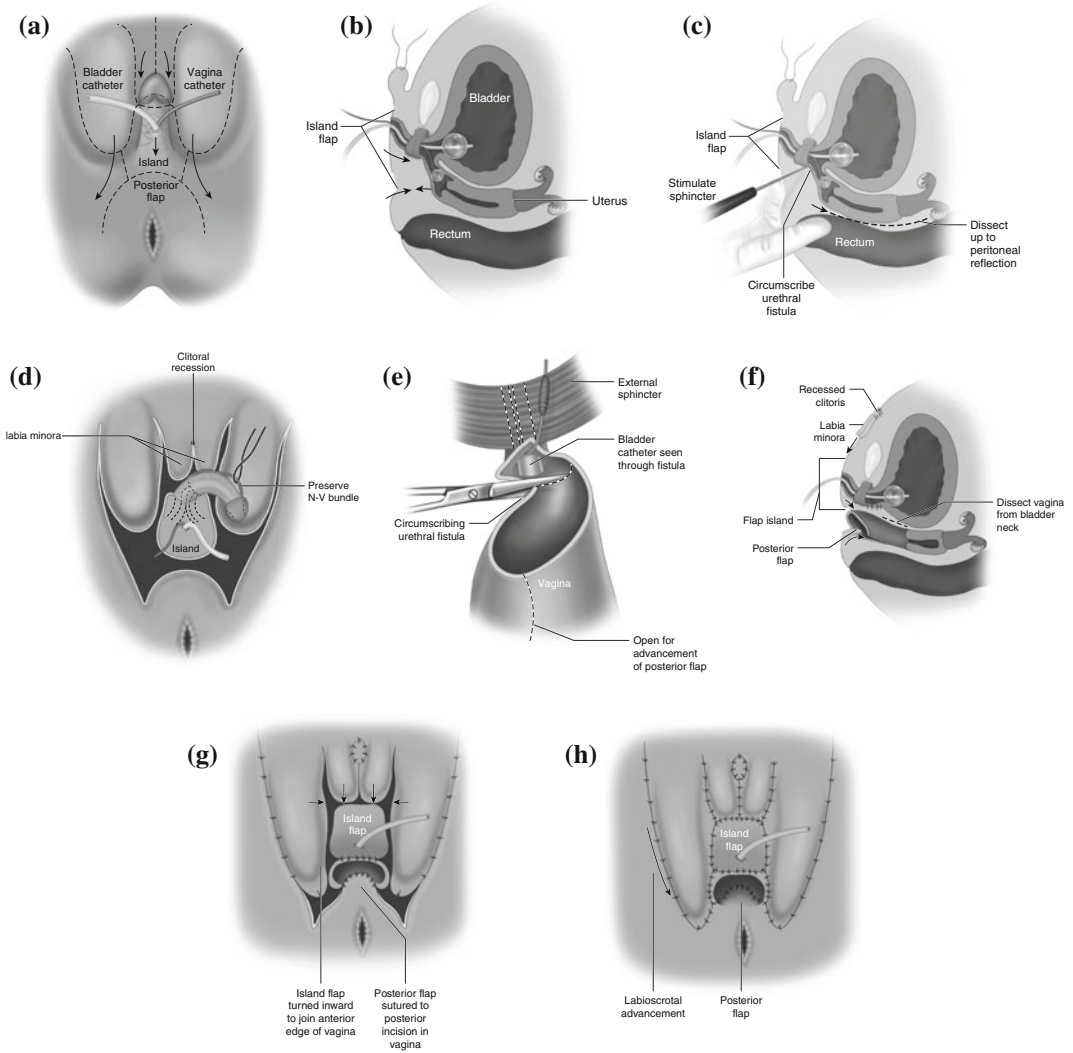 (a)
Bladder
catheter
Vagina
catheter
Island
Posterior
flap
(b)
Bladder
Island
flap
Uterus
Rectum
(c)
Island
flap
Stimulate
sphincter
Rectum
Dissect
up to
peritoneal
reflection
Circumscribe
urethral
fistula
(d)
Clitoral
recession
labia minora
Preserve
N-V bundle
Island
(e)
External
sphincter
Bladder
catheter seen
through fistula
Circumscribing
urethral fistula
Vagina
Open for
advancement
of posterior flap
(f)
Recessed
clitoris
Labia
minora
Flap island
Dissect vagina
from bladder
neck
Posterior
flap
(g)
Island
flap
Island flap
turned inward
to join anterior
edge of vagina
Posterior flap
sutured to
posterior
incision in
vagina
(h)
Island
flap
Labioscrotal
advancement
Posterior
flap